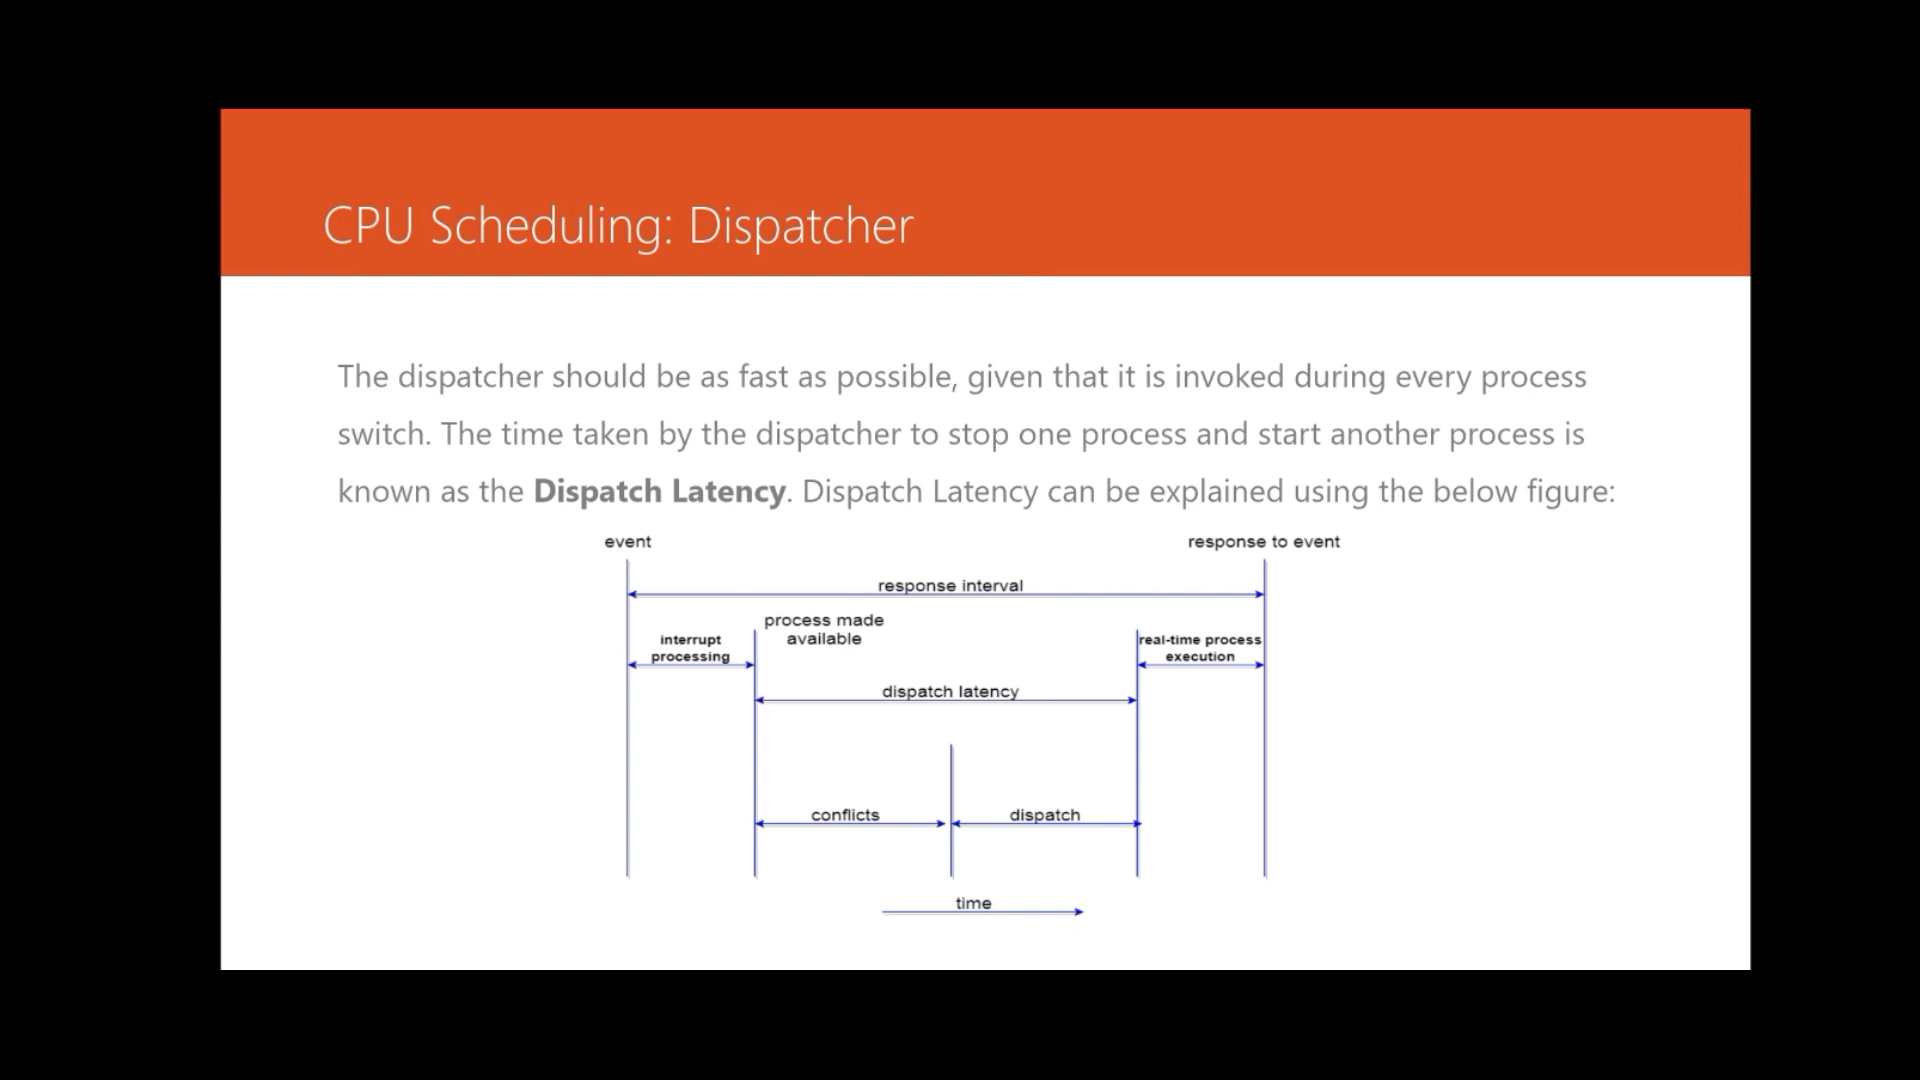 CPU Scheduling: Dispatcher
The dispatcher should be as fast as possible, given that it is invoked during every process
switch. The time taken by the dispatcher to stop one process and start another process is
known as the Dispatch Latency. Dispatch Latency can be explained using the below figure:
event
response to event
response interval
process made
available
interrupt
processing
real-time process
execution
dispatch latency
conflicts
dispatch
time